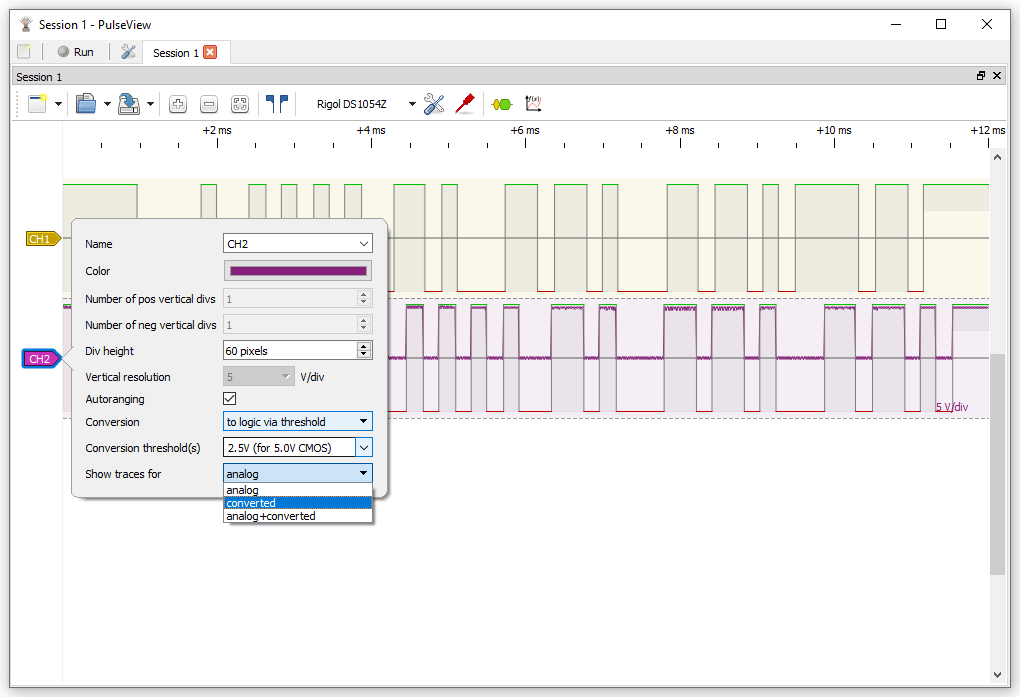 Session 1 - PulseView
Run
Session 1
Session 1
Rigol DS1054Z
f(x)
+2 ms +4 ms +6 ms +8 ms +10 ms +12 ms
CH1
Name CH2
Color
Number of pos vertical divs 1
Number of neg vertical divs 1
Div height 60 pixels
CH2
Vertical resolution 5 V/div
Autoranging
5 V/div
Conversion to logic via threshold
Conversion threshold(s) 2.5V (for 5.0V CMOS)
Show traces for analog
analog
converted
analog+converted